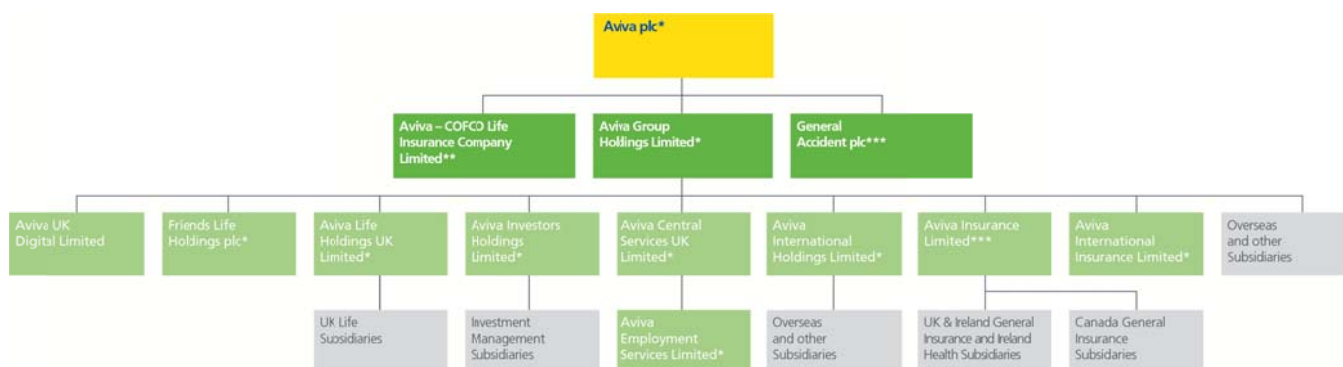 Aviva plc*
Aviva – COFCO Life
Insurance Company
Limited**
Aviva Group
Holdings Limited*
General
Accident plc***
Aviva UK
Digital Limited
Friends Life
Holdings plc*
Aviva Life
Holdings UK
Limited*
Aviva Investors
Holdings
Limited*
Aviva Central
Services UK
Limited*
Aviva
International
Holdings Limited*
Aviva Insurance
Limited***
Aviva
International
Insurance Limited*
Overseas
and other
Subsidiaries
UK Life
Subsidiaries
Investment
Management
Subsidiaries
Aviva
Employment
Services Limited*
Overseas
and other
Subsidiaries
UK & Ireland General
Insurance and Ireland
Health Subsidiaries
Canada General
Insurance
Subsidaries